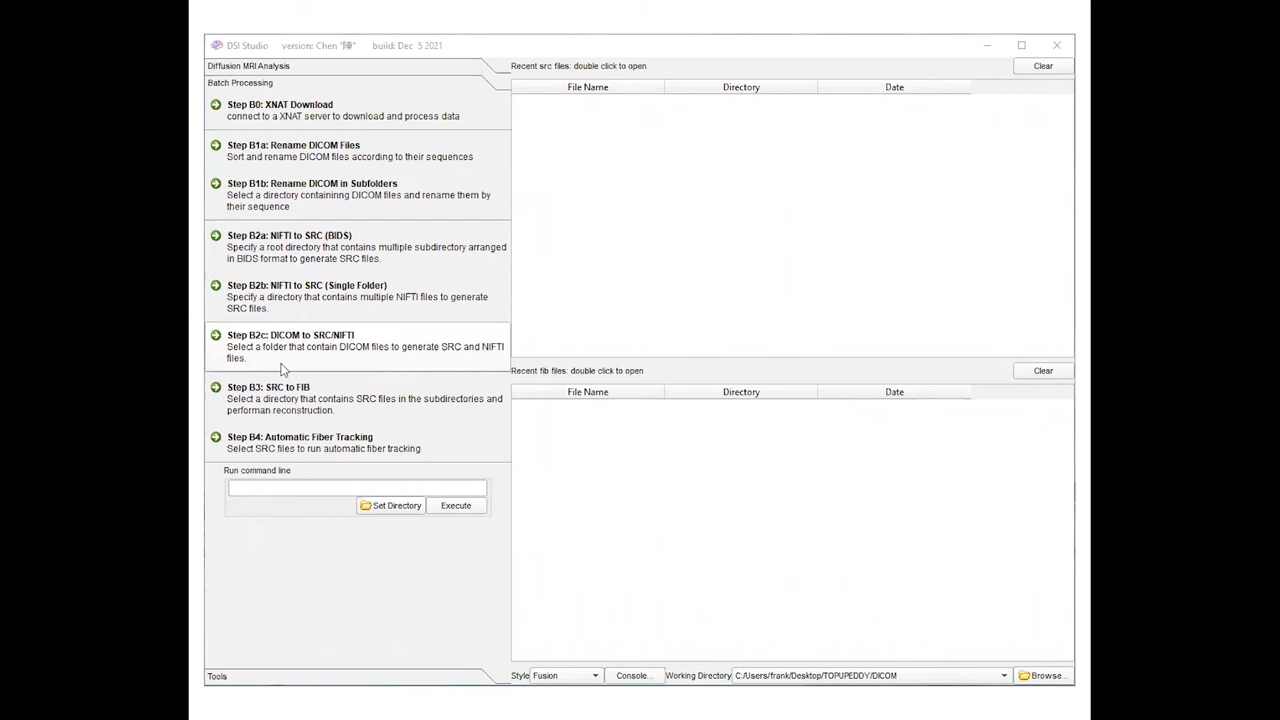 DSI Studio version: Chen "陳" build: Dec 5 2021
Diffusion MRI Analysis
Batch Processing
Step B0: XNAT Download
connect to a XNAT server to download and process data
Step B1a: Rename DICOM Files
Sort and rename DICOM files according to their sequences
Step B1b: Rename DICOM in Subfolders
Select a directory containinng DICOM files and rename them by
their sequence
Step B2a: NIFTI to SRC (BIDS)
Specify a root directory that contains multiple subdirectory arranged
in BIDS format to generate SRC files.
Step B2b: NIFTI to SRC (Single Folder)
Specify a directory that contains multiple NIFTI files to generate
SRC files.
Step B2c: DICOM to SRC/NIFTI
Select a folder that contain DICOM files to generate SRC and NIFTI
files.
Step B3: SRC to FIB
Select a directory that contains SRC files in the subdirectories and
performan reconstruction.
Step B4: Automatic Fiber Tracking
Select SRC files to run automatic fiber tracking
Run command line
Set Directory Execute
Tools
Recent src files: double click to open Clear
File Name Directory Date
Recent fib files: double click to open Clear
File Name Directory Date
Style Fusion Console... Working Directory C:/Users/frank/Desktop/TOPUPEDDY/DICOM Browse...